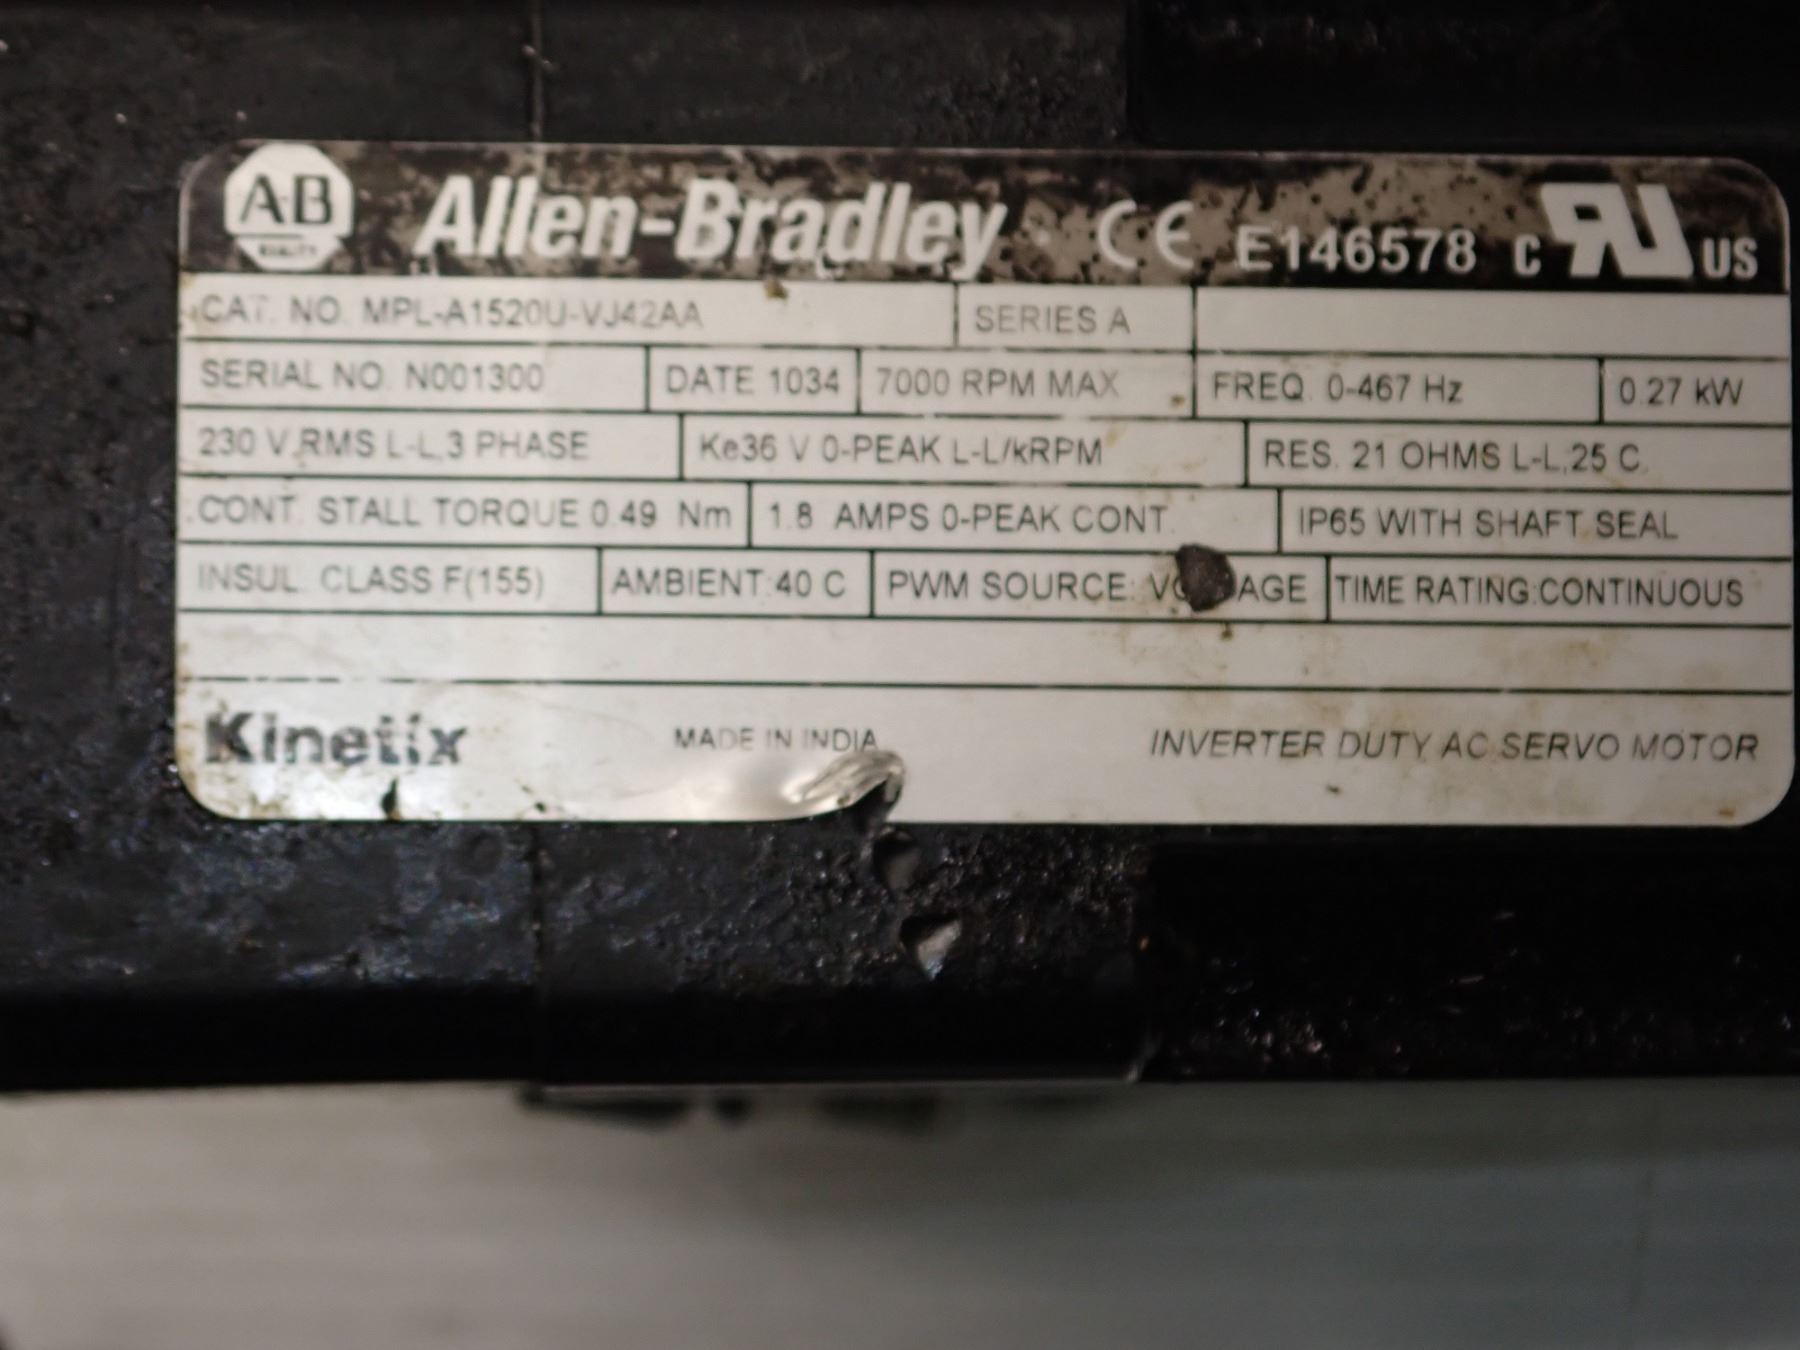 A-B QUALITY Allen-Bradley CE E146578 C RU US
CAT. NO. MPL-A1520U-VJ42AA SERIES A
SERIAL NO. N001300 DATE 1034 7000 RPM MAX FREQ. 0-467 Hz 0.27 kW
230 V,RMS L-L,3 PHASE Ke36 V 0-PEAK L-L/kRPM RES. 21 OHMS L-L,25 C.
CONT. STALL TORQUE 0.49 Nm 1.8 AMPS 0-PEAK CONT. IP65 WITH SHAFT SEAL
INSUL. CLASS F(155) AMBIENT:40 C PWM SOURCE: TIME RATING:CONTINUOUS
Kinetix MADE IN INDIA INVERTER DUTY AC SERVO MOTOR